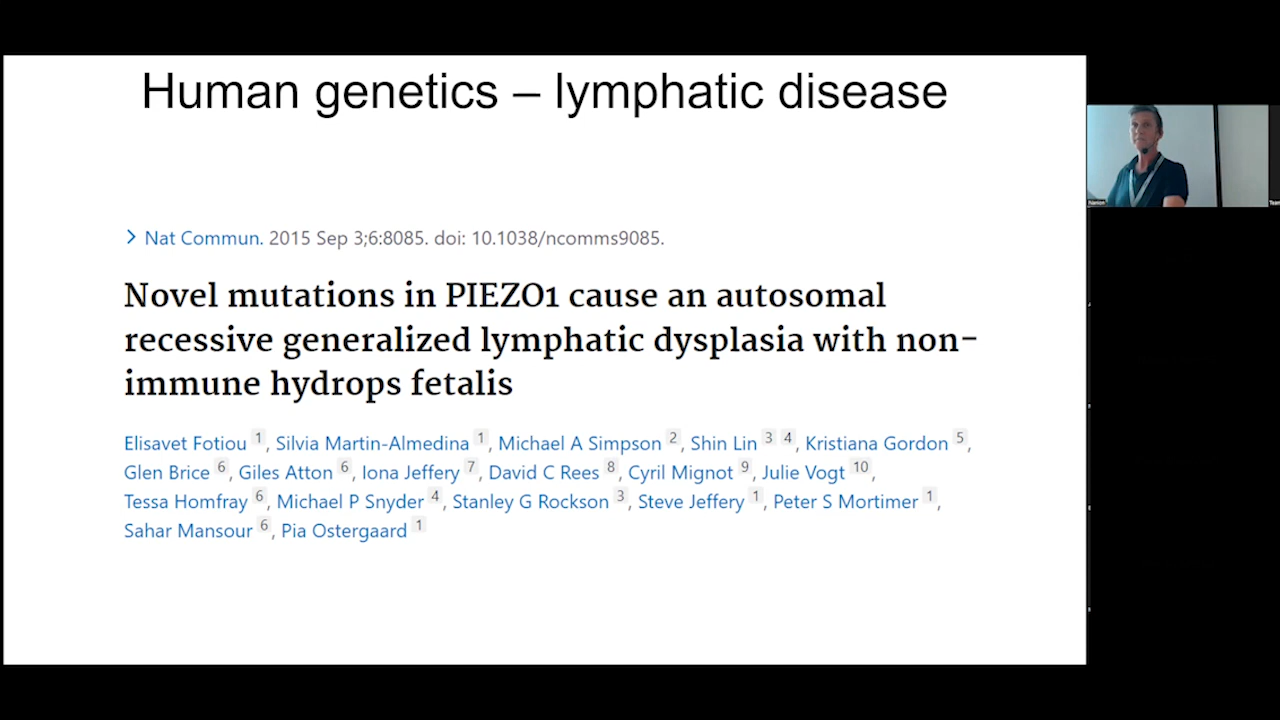 Human genetics – lymphatic disease
> Nat Commun. 2015 Sep 3;6:8085. doi: 10.1038/ncomms9085.
Novel mutations in PIEZO1 cause an autosomal
recessive generalized lymphatic dysplasia with non-
immune hydrops fetalis
Elisavet Fotiou 1, Silvia Martin-Almedina 1, Michael A Simpson 2, Shin Lin 3 4, Kristiana Gordon 5,
Glen Brice 6, Giles Atton 6, Iona Jeffery 7, David C Rees 8, Cyril Mignot 9, Julie Vogt 10,
Tessa Homfray 6, Michael P Snyder 4, Stanley G Rockson 3, Steve Jeffery 1, Peter S Mortimer 1,
Sahar Mansour 6, Pia Ostergaard 1